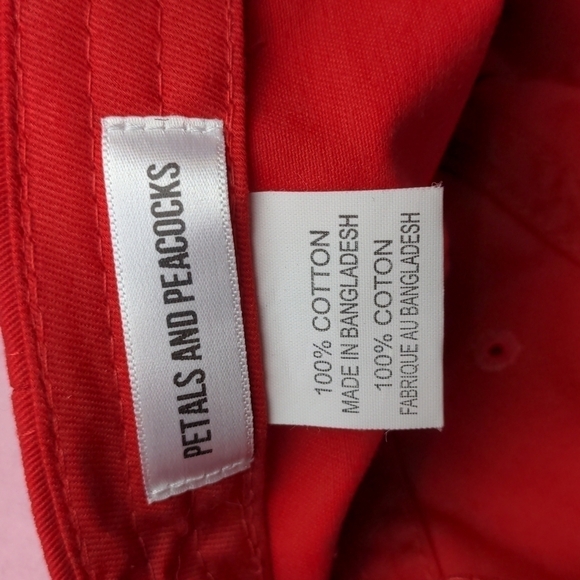 PETALS AND PEACOCKS
100% COTTON
MADE IN BANGLADESH
100% COTON
FABRIQUE AU BANGLADESH